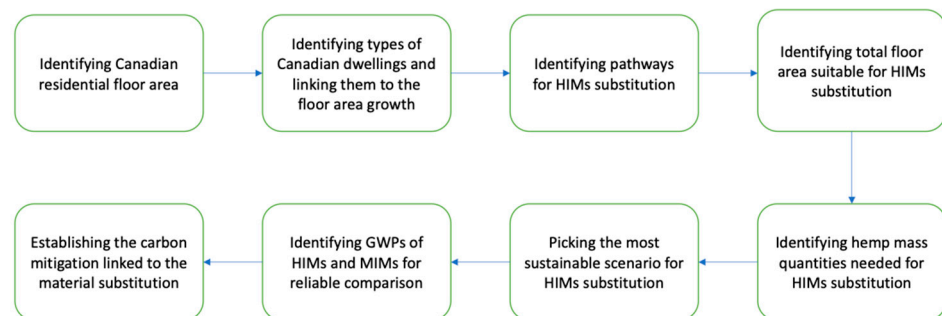 Identifying Canadian
residential floor area
Identifying types of
Canadian dwellings and
linking them to the
floor area growth
Identifying pathways
for HIMs substitution
Identifying total floor
area suitable for HIMs
substitution
Identifying hemp mass
quantities needed for
HIMs substitution
Picking the most
sustainable scenario for
HIMs substitution
Identifying GWPs of
HIMs and MIMs for
reliable comparison
Establishing the carbon
mitigation linked to the
material substitution